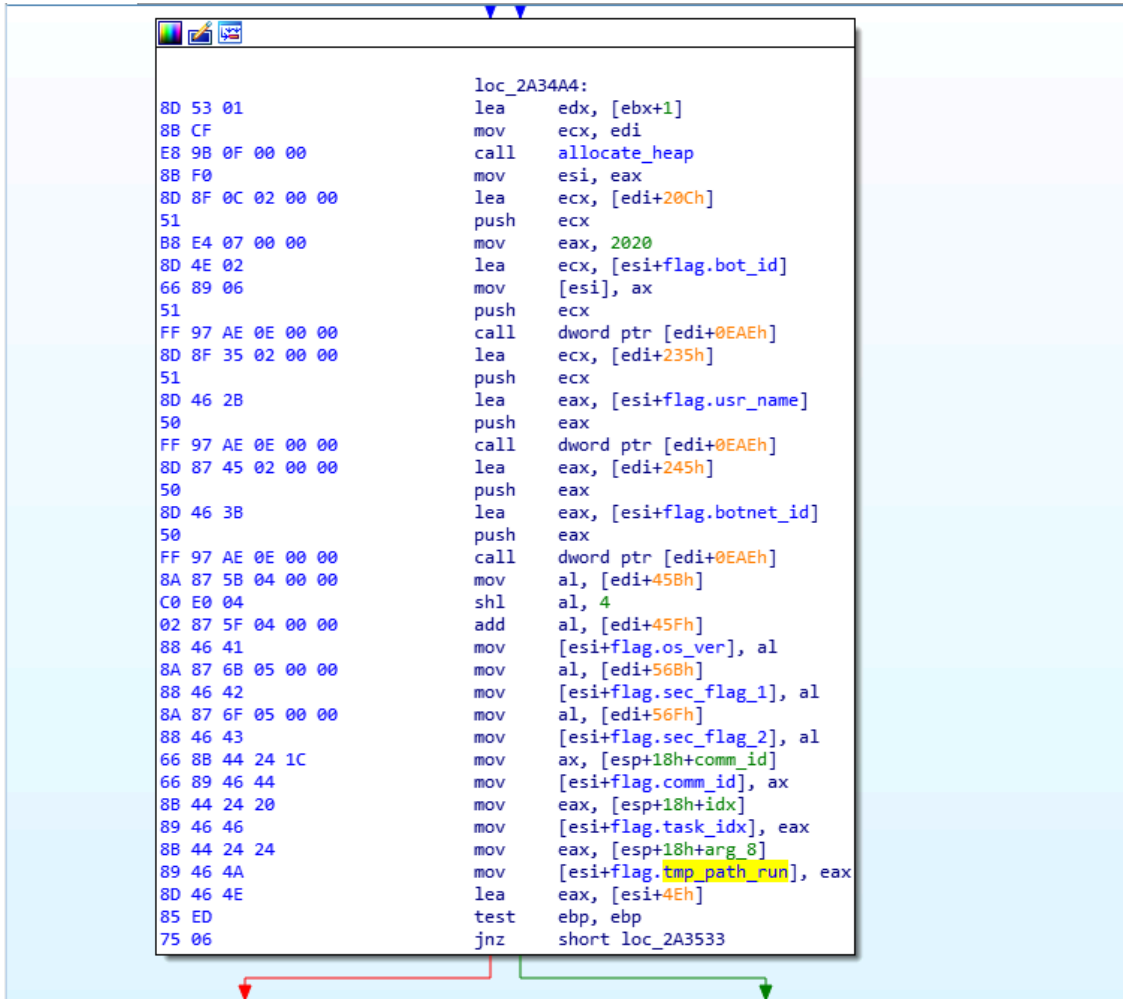 loc_2A34A4:
8D 53 01 lea edx, [ebx+1]
8B CF mov ecx, edi
E8 9B 0F 00 00 call allocate_heap
8B F0 mov esi, eax
8D 8F 0C 02 00 00 lea ecx, [edi+20Ch]
51 push ecx
B8 E4 07 00 00 mov eax, 2020
8D 4E 02 lea ecx, [esi+flag.bot_id]
66 89 06 mov [esi], ax
51 push ecx
FF 97 AE 0E 00 00 call dword ptr [edi+0EAEh]
8D 8F 35 02 00 00 lea ecx, [edi+235h]
51 push ecx
8D 46 2B lea eax, [esi+flag.usr_name]
50 push eax
FF 97 AE 0E 00 00 call dword ptr [edi+0EAEh]
8D 87 45 02 00 00 lea eax, [edi+245h]
50 push eax
8D 46 3B lea eax, [esi+flag.botnet_id]
50 push eax
FF 97 AE 0E 00 00 call dword ptr [edi+0EAEh]
8A 87 5B 04 00 00 mov al, [edi+45Bh]
C0 E0 04 shl al, 4
02 87 5F 04 00 00 add al, [edi+45Fh]
88 46 41 mov [esi+flag.os_ver], al
8A 87 6B 05 00 00 mov al, [edi+56Bh]
88 46 42 mov [esi+flag.sec_flag_1], al
8A 87 6F 05 00 00 mov al, [edi+56Fh]
88 46 43 mov [esi+flag.sec_flag_2], al
66 8B 44 24 1C mov ax, [esp+18h+comm_id]
66 89 46 44 mov [esi+flag.comm_id], ax
8B 44 24 20 mov eax, [esp+18h+idx]
89 46 46 mov [esi+flag.task_idx], eax
8B 44 24 24 mov eax, [esp+18h+arg_8]
89 46 4A mov [esi+flag.tmp_path_run], eax
8D 46 4E lea eax, [esi+4Eh]
85 ED test ebp, ebp
75 06 jnz short loc_2A3533